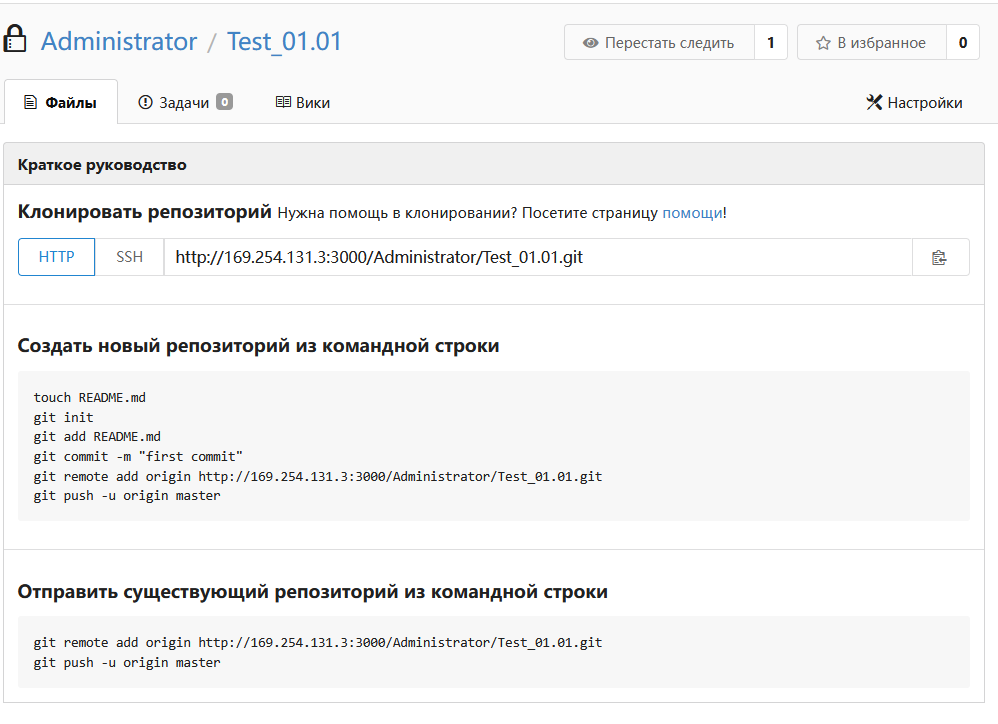 Administrator / Test_01.01
Перестать следить 1
В избранное 0
Файлы
Задачи 0
Вики
Настройки
Краткое руководство
Клонировать репозиторий Нужна помощь в клонировании? Посетите страницу помощи!
HTTP SSH http://169.254.131.3:3000/Administrator/Test_01.01.git
Создать новый репозиторий из командной строки
touch README.md
git init
git add README.md
git commit -m "first commit"
git remote add origin http://169.254.131.3:3000/Administrator/Test_01.01.git
git push -u origin master
Отправить существующий репозиторий из командной строки
git remote add origin http://169.254.131.3:3000/Administrator/Test_01.01.git
git push -u origin master